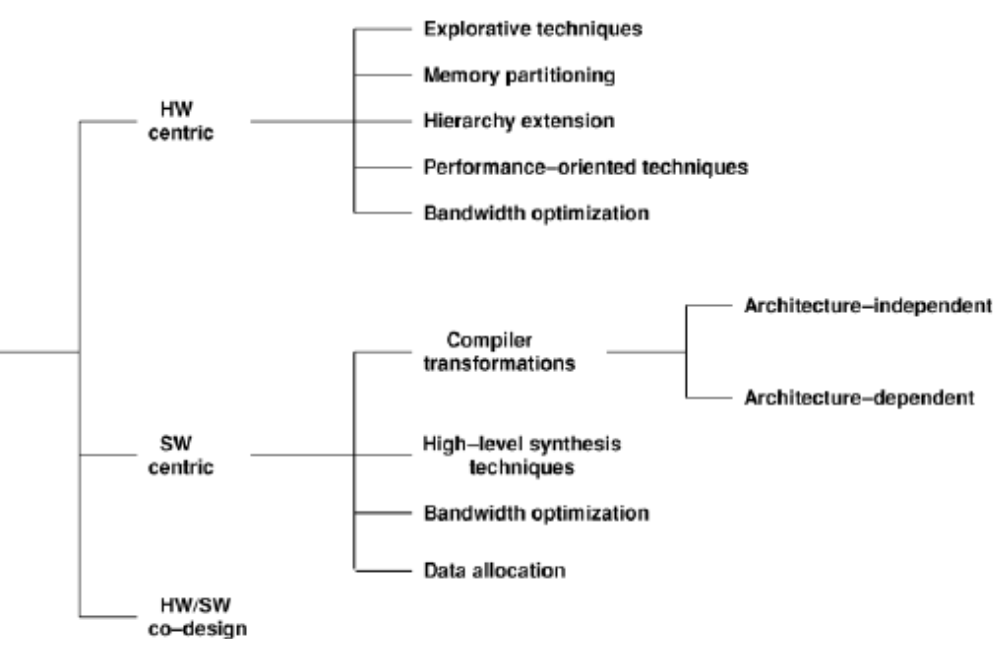 Explorative techniques
Memory partitioning
HW
centric
Hierarchy extension
Performance–oriented techniques
Bandwidth optimization
Architecture–independent
Compiler
transformations
Architecture–dependent
SW
centric
High–level synthesis
techniques
Bandwidth optimization
Data allocation
HW/SW
co–design